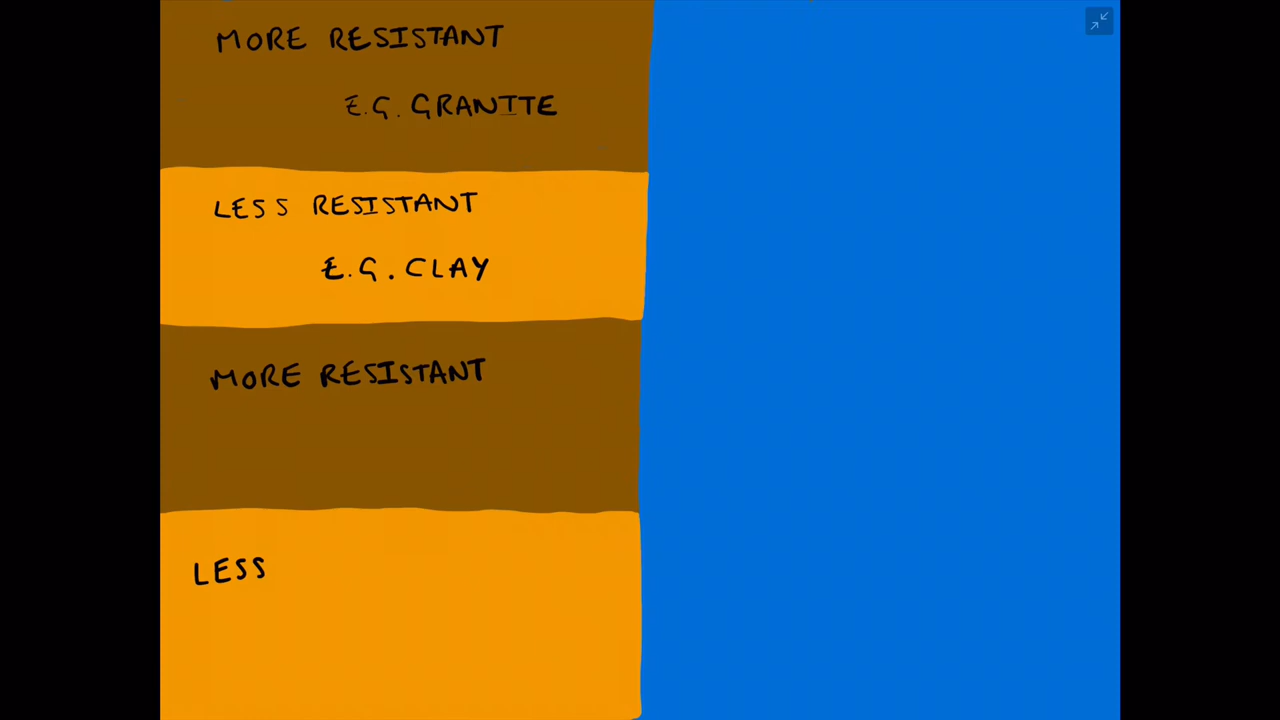 MORE RESISTANT
E.G. GRANITE
LESS RESISTANT
E.G. CLAY
MORE RESISTANT
LESS